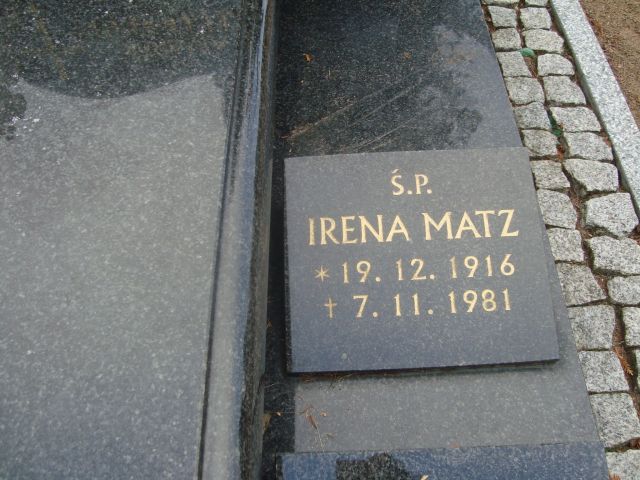 Ś.P.
IRENA MATZ
* 19. 12. 1916
† 7. 11. 1981